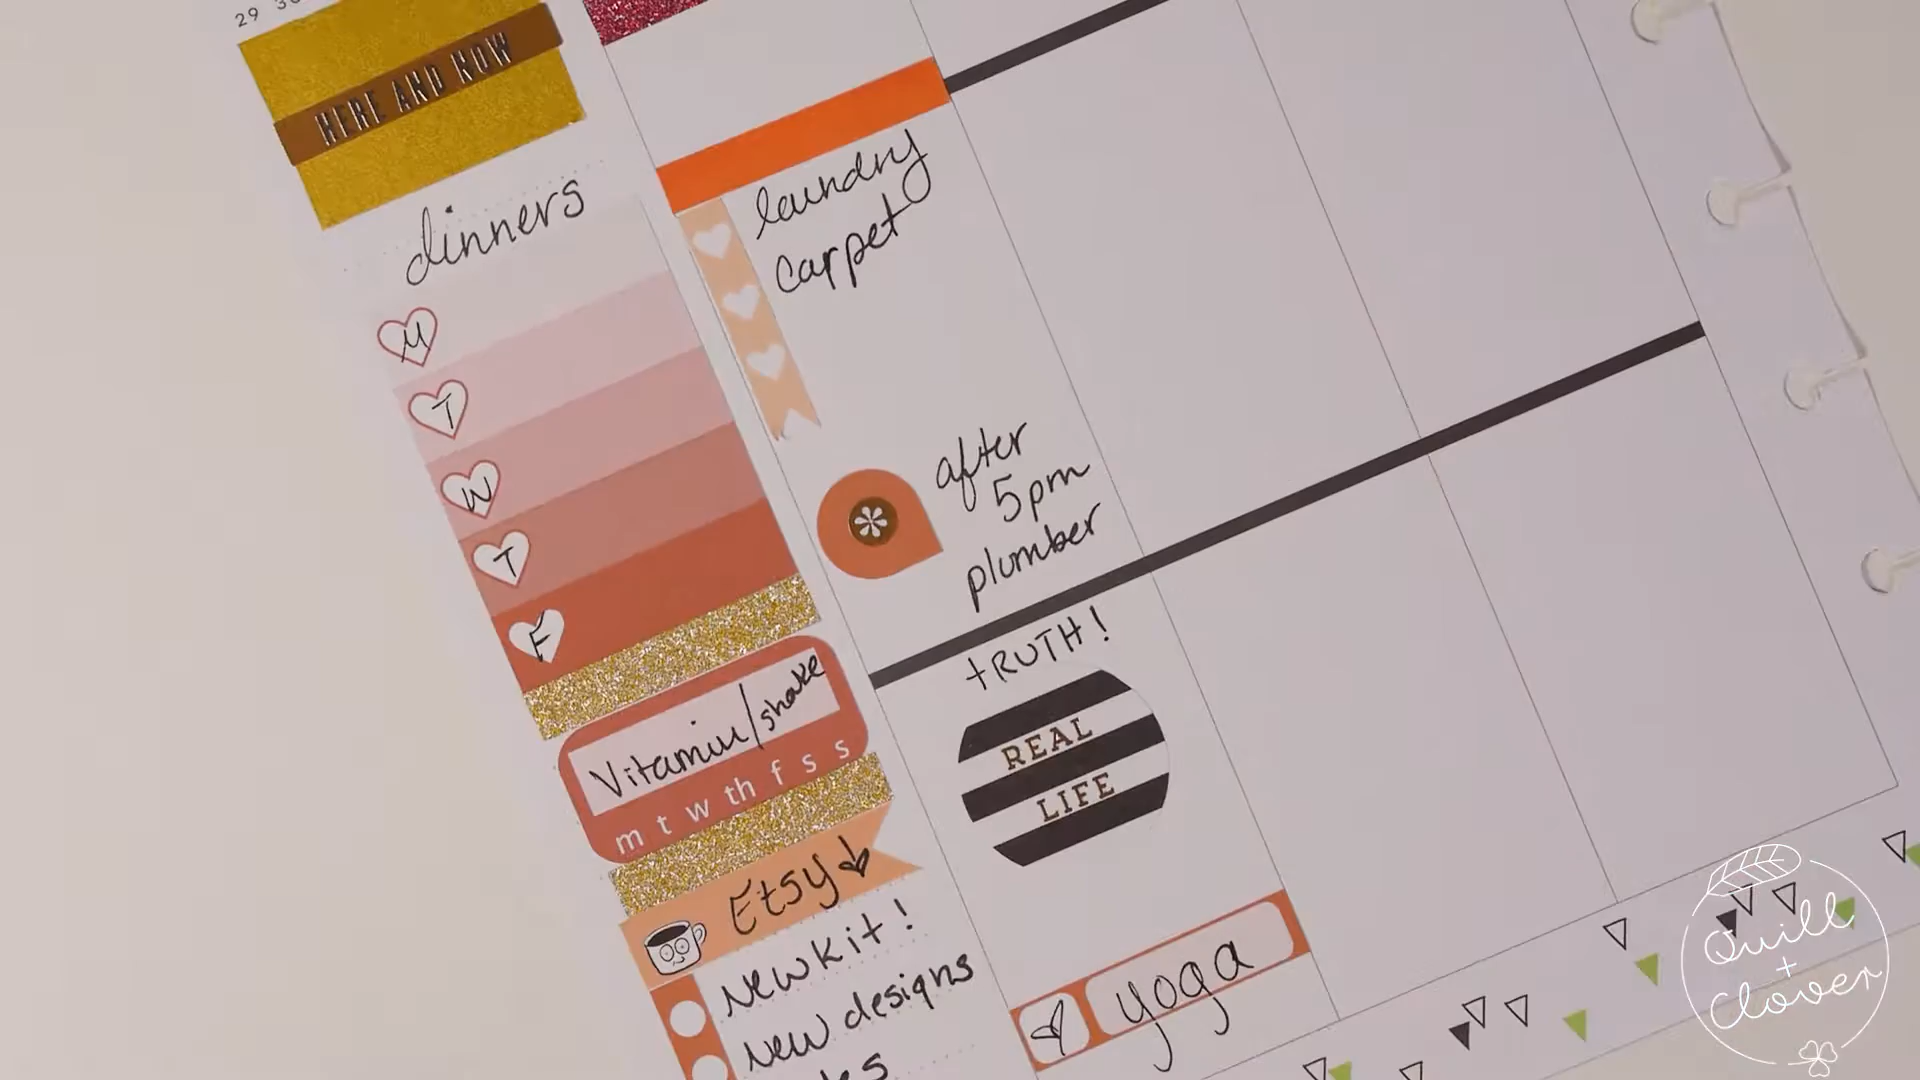 29 30
HERE AND NOW
dinners
M
T
W
T
F
Vitamin/shake
m t w th f s s
Etsy
New Kit!
New designs
laundry
carpet
after
5pm
plumber
tRUTH!
REAL
LIFE
yoga
Quill
+
Clover